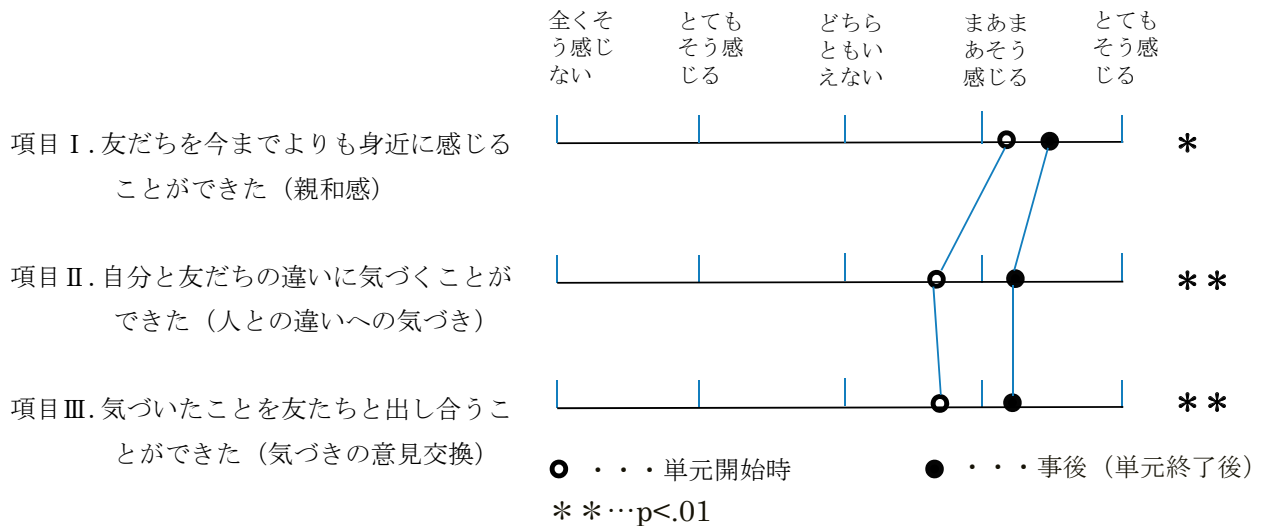 全くそ
う感じ
ない
とても
そう感
じる
どちら
ともい
えない
まあま
あそう
感じる
とても
そう感
じる
項目Ⅰ. 友だちを今までよりも身近に感じる
ことができた（親和感）
＊
項目Ⅱ. 自分と友だちの違いに気づくことが
できた（人との違いへの気づき）
＊＊
項目Ⅲ. 気づいたことを友たちと出し合うこ
とができた（気づきの意見交換）
＊＊
・・・単元開始時
・・・事後（単元終了後）
＊＊…p<.01